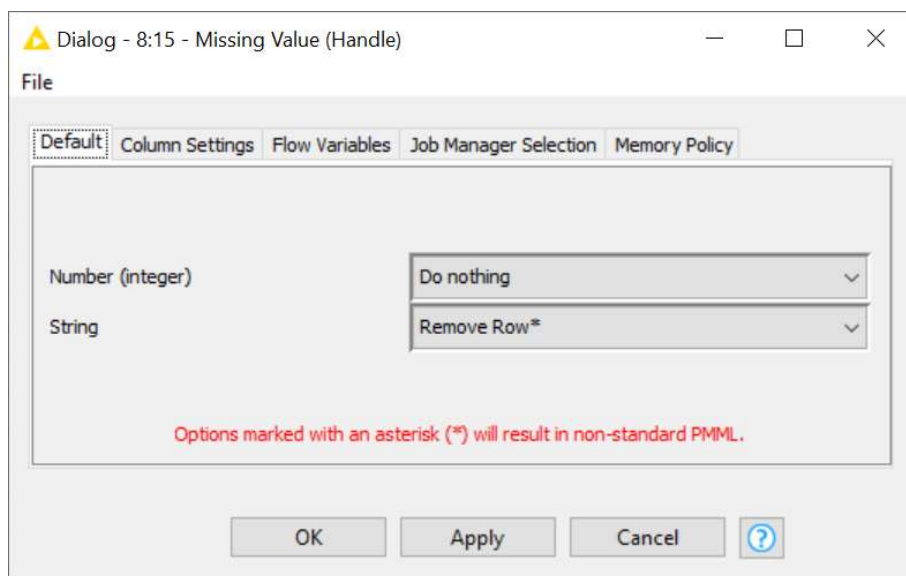 Dialog - 8:15 - Missing Value (Handle)
File
Default Column Settings Flow Variables Job Manager Selection Memory Policy
Number (integer) Do nothing
String Remove Row*
Options marked with an asterisk (*) will result in non-standard PMML.
OK Apply Cancel ?